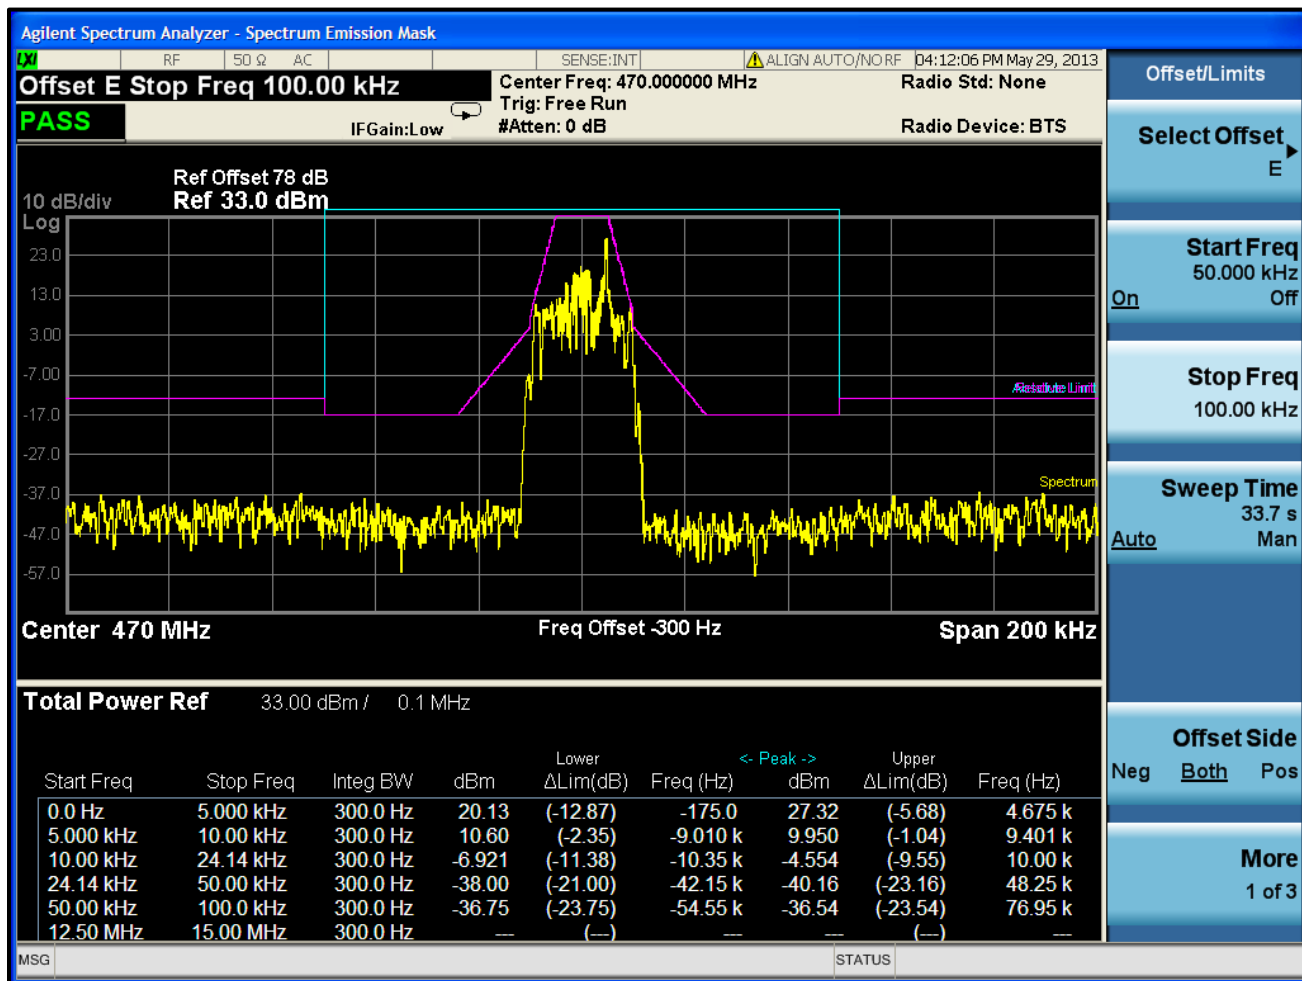 Agilent Spectrum Analyzer - Spectrum Emission Mask
LXI RF 50 Ω AC SENSE:INT ALIGN AUTO/NO RF 04:12:06 PM May 29, 2013
Offset E Stop Freq 100.00 kHz
Center Freq: 470.000000 MHz Radio Std: None
Trig: Free Run
PASS IFGain:Low #Atten: 0 dB Radio Device: BTS
Ref Offset 78 dB
10 dB/div Ref 33.0 dBm
Log
23.0
13.0
3.00
-7.00
Absolute Limit
-17.0
-27.0
-37.0
Spectrum
-47.0
-57.0
Center 470 MHz Freq Offset -300 Hz Span 200 kHz
Total Power Ref 33.00 dBm / 0.1 MHz
Lower <- Peak -> Upper
Start Freq Stop Freq Integ BW dBm ΔLim(dB) Freq (Hz) dBm ΔLim(dB) Freq (Hz)
0.0 Hz 5.000 kHz 300.0 Hz 20.13 (-12.87) -175.0 27.32 (-5.68) 4.675 k
5.000 kHz 10.00 kHz 300.0 Hz 10.60 (-2.35) -9.010 k 9.950 (-1.04) 9.401 k
10.00 kHz 24.14 kHz 300.0 Hz -6.921 (-11.38) -10.35 k -4.554 (-9.55) 10.00 k
24.14 kHz 50.00 kHz 300.0 Hz -38.00 (-21.00) -42.15 k -40.16 (-23.16) 48.25 k
50.00 kHz 100.0 kHz 300.0 Hz -36.75 (-23.75) -54.55 k -36.54 (-23.54) 76.95 k
12.50 MHz 15.00 MHz 300.0 Hz --- (---) --- --- (---) ---
MSG STATUS
Offset/Limits
Select Offset
E
Start Freq
50.000 kHz
On Off
Stop Freq
100.00 kHz
Sweep Time
33.7 s
Auto Man
Offset Side
Neg Both Pos
More
1 of 3